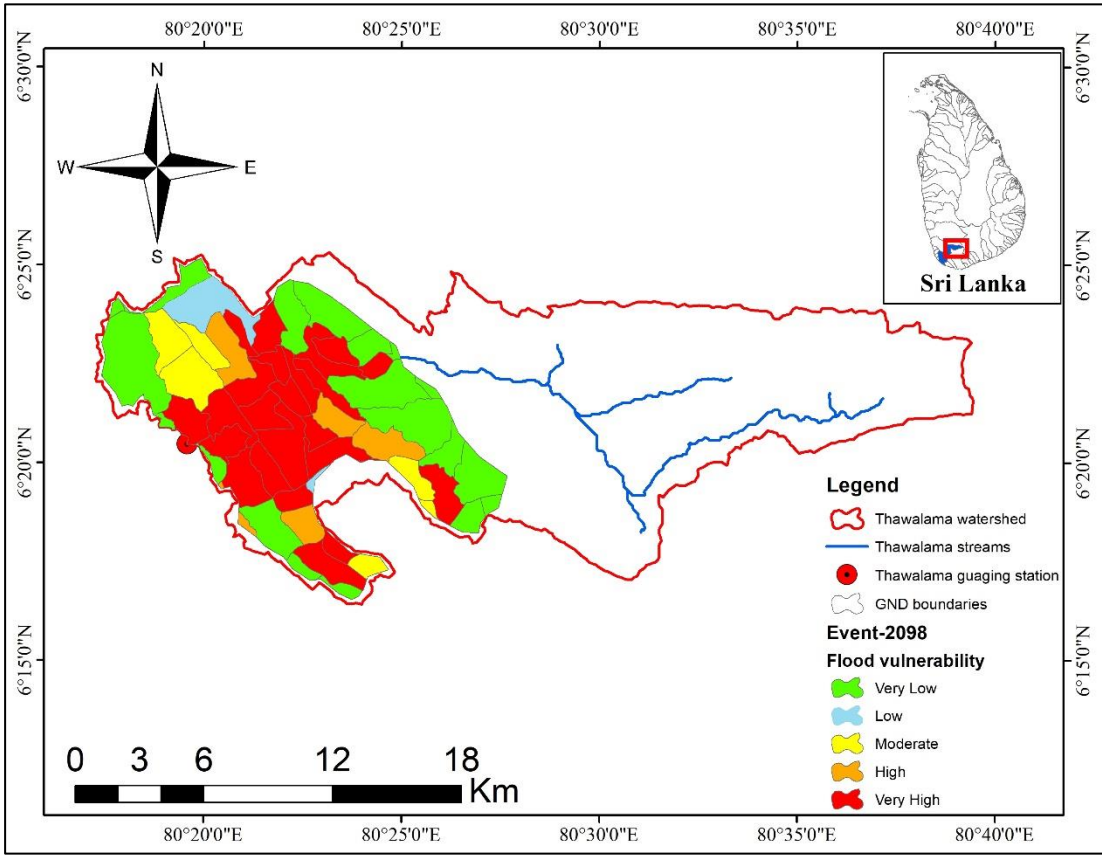 80°20'0"E 80°25'0"E 80°30'0"E 80°35'0"E 80°40'0"E
6°30'0"N 6°30'0"N
N
W E
S
Sri Lanka
6°25'0"N 6°25'0"N
6°20'0"N 6°20'0"N
Legend
Thawalama watershed
Thawalama streams
Thawalama guaging station
GND boundaries
Event-2098
Flood vulnerability
6°15'0"N 6°15'0"N
Very Low
Low
Moderate
High
Very High
0 3 6 12 18
Km
80°20'0"E 80°25'0"E 80°30'0"E 80°35'0"E 80°40'0"E